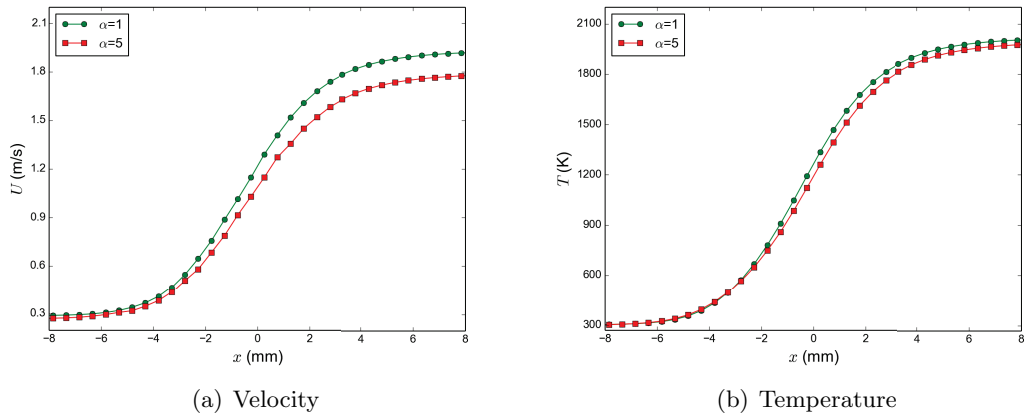 2.1
1.8
1.5
1.2
0.9
0.6
0.3
U (m/s)
α=1
α=5
−8 −6 −4 −2 0 2 4 6 8
x (mm)
(a) Velocity
2100
1800
1500
1200
900
600
300
T (K)
α=1
α=5
−8 −6 −4 −2 0 2 4 6 8
x (mm)
(b) Temperature